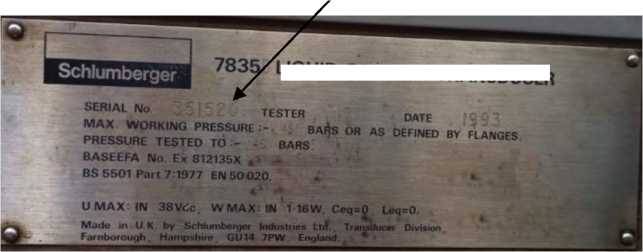 Schlumberger
7835
SERIAL No. 351520 TESTER DATE 1993
MAX. WORKING PRESSURE:- BARS OR AS DEFINED BY FLANGES.
PRESSURE TESTED TO:- BARS
BASEEFA No. Ex 812135X
BS 5501 Part 7:1977 EN 50 020.
U MAX: IN 38Vdc, W MAX: IN 1·16W, Ceq=0 Leq=0.
Made in U.K. by Schlumberger Industries Ltd., Transducer Division,
Farnborough, Hampshire, GU14 7PW England.